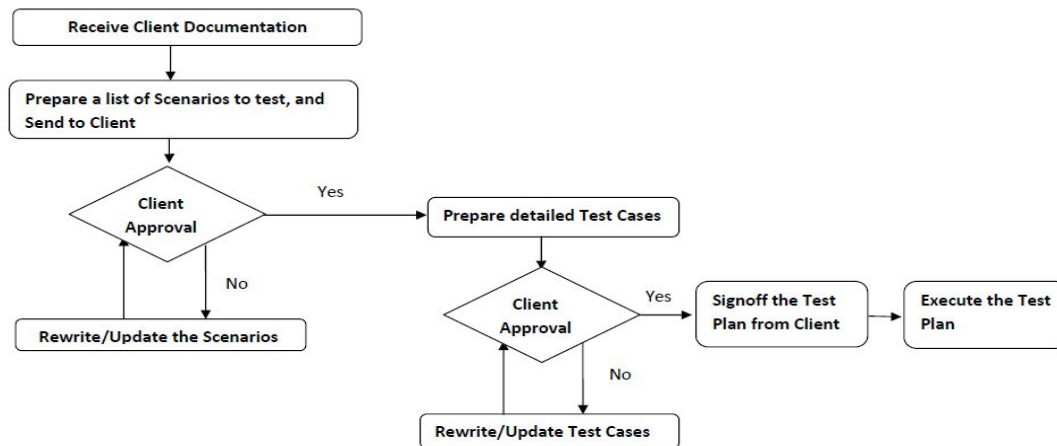 Receive Client Documentation
Prepare a list of Scenarios to test, and
Send to Client
Client
Approval
Yes
No
Rewrite/Update the Scenarios
Prepare detailed Test Cases
Client
Approval
Yes
No
Rewrite/Update Test Cases
Signoff the Test
Plan from Client
Execute the Test
Plan